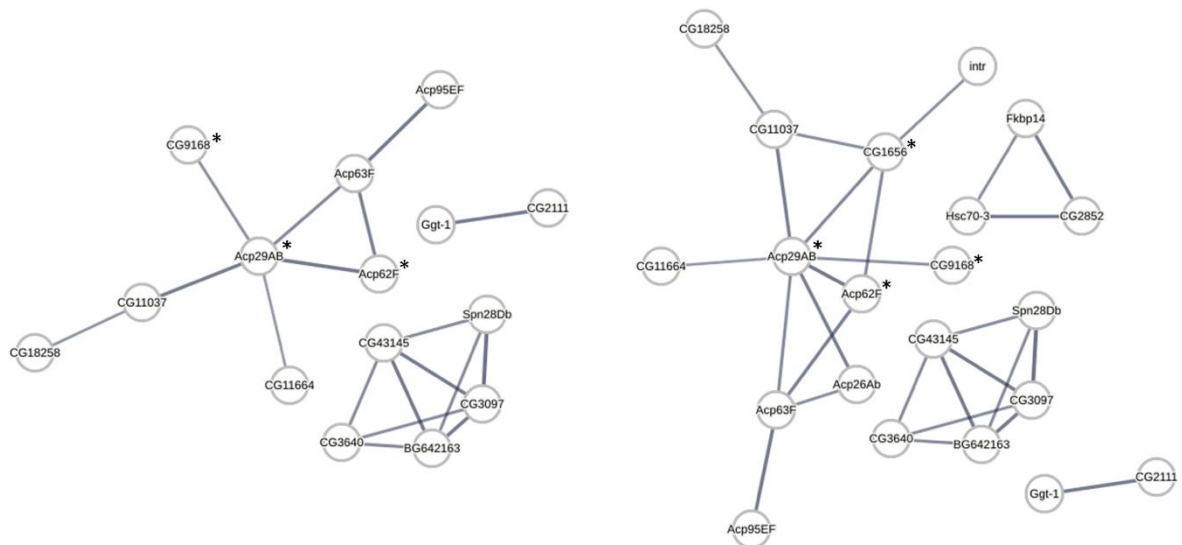 Acp95EF
CG9168 *
Acp63F
CG2111
Ggt-1
Acp29AB *
Acp62F *
CG11037
CG18258
CG11664
Spn28Db
CG43145
CG3097
CG3640
BG642163
CG18258
intr
Fkbp14
CG11037
CG1656 *
Hsc70-3
CG2852
Acp29AB *
CG11664
CG9168 *
Acp62F *
Spn28Db
CG43145
Acp26Ab
CG3097
Acp63F
CG3640
BG642163
CG2111
Ggt-1
Acp95EF